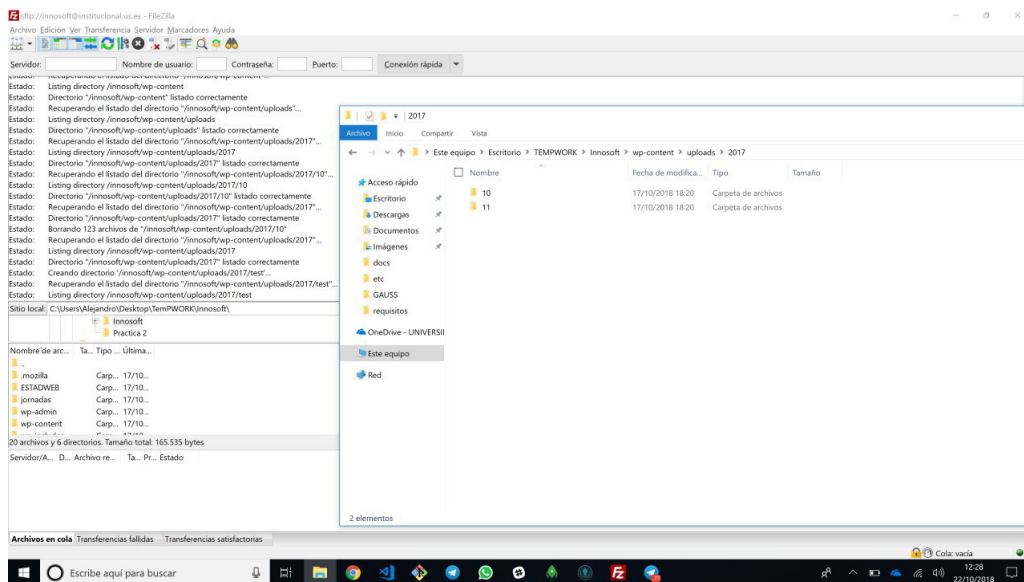 sftp://innosoft@institucional.us.es - FileZilla
Archivo Edición Ver Transferencia Servidor Marcadores Ayuda
Servidor: Nombre de usuario: Contraseña: Puerto: Conexión rápida
Estado: Listing directory /innosoft/wp-content
Estado: Directorio "/innosoft/wp-content" listado correctamente
Estado: Recuperando el listado del directorio "/innosoft/wp-content/uploads"...
Estado: Listing directory /innosoft/wp-content/uploads
Estado: Directorio "/innosoft/wp-content/uploads" listado correctamente
Estado: Recuperando el listado del directorio "/innosoft/wp-content/uploads/2017"...
Estado: Listing directory /innosoft/wp-content/uploads/2017
Estado: Directorio "/innosoft/wp-content/uploads/2017" listado correctamente
Estado: Recuperando el listado del directorio "/innosoft/wp-content/uploads/2017/10"...
Estado: Listing directory /innosoft/wp-content/uploads/2017/10
Estado: Directorio "/innosoft/wp-content/uploads/2017/10" listado correctamente
Estado: Recuperando el listado del directorio "/innosoft/wp-content/uploads/2017"...
Estado: Directorio "/innosoft/wp-content/uploads/2017" listado correctamente
Estado: Borrando 123 archivos de "/innosoft/wp-content/uploads/2017/10"
Estado: Recuperando el listado del directorio "/innosoft/wp-content/uploads/2017"...
Estado: Listing directory /innosoft/wp-content/uploads/2017
Estado: Directorio "/innosoft/wp-content/uploads/2017" listado correctamente
Estado: Creando directorio '/innosoft/wp-content/uploads/2017/test'...
Estado: Recuperando el listado del directorio "/innosoft/wp-content/uploads/2017/test"...
Estado: Listing directory /innosoft/wp-content/uploads/2017/test
Sitio local: C:\Users\Alejandro\Desktop\TemPWORK\Innosoft\
Innosoft
Practica 2
Nombre de arc... Ta... Tipo ... Última...
..
.mozilla Carp... 17/10...
ESTADWEB Carp... 17/10...
jornadas Carp... 17/10...
wp-admin Carp... 17/10...
wp-content Carp... 17/10...
20 archivos y 6 directorios. Tamaño total: 165.535 bytes
Servidor/A... D... Archivo re... Ta... Pr... Estado
Archivos en cola Transferencias fallidas Transferencias satisfactorias
Cola: vacía
2017
Archivo Inicio Compartir Vista
Este equipo > Escritorio > TEMPWORK > Innosoft > wp-content > uploads > 2017
Acceso rápido
Escritorio
Descargas
Documentos
Imágenes
docs
etc
GAUSS
requisitos
OneDrive - UNIVERSI
Este equipo
Red
Nombre Fecha de modifica... Tipo Tamaño
10 17/10/2018 18:20 Carpeta de archivos
11 17/10/2018 18:20 Carpeta de archivos
2 elementos
Escribe aquí para buscar
12:28
22/10/2018